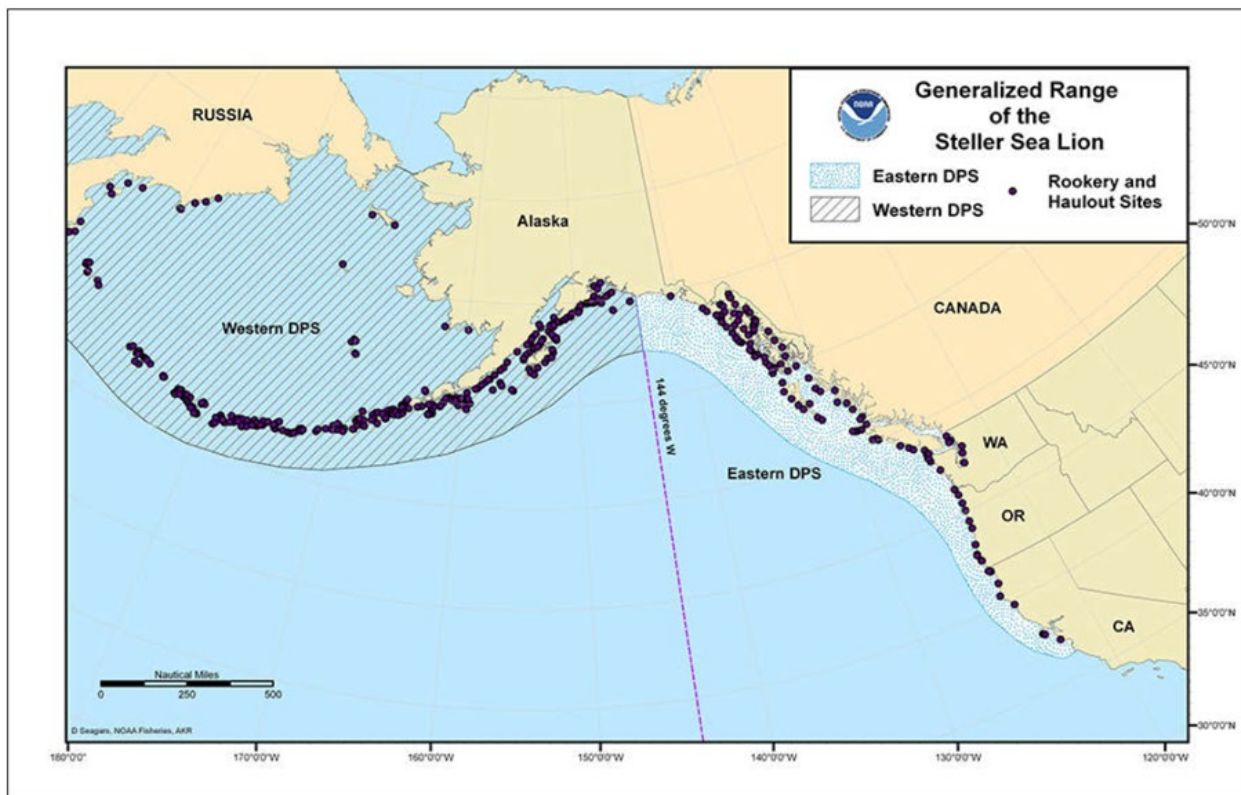 Generalized Range
of the
Steller Sea Lion
NOAA
Eastern DPS
Western DPS
Rookery and
Haulout Sites
RUSSIA
Alaska
CANADA
Western DPS
144 degrees W
Eastern DPS
WA
OR
CA
50°0'0"N
45°0'0"N
40°0'0"N
35°0'0"N
30°0'0"N
Nautical Miles
0 250 500
D Seagars, NOAA Fisheries, AKR
180°0'0" 170°0'0"W 160°0'0"W 150°0'0"W 140°0'0"W 130°0'0"W 120°0'0"W